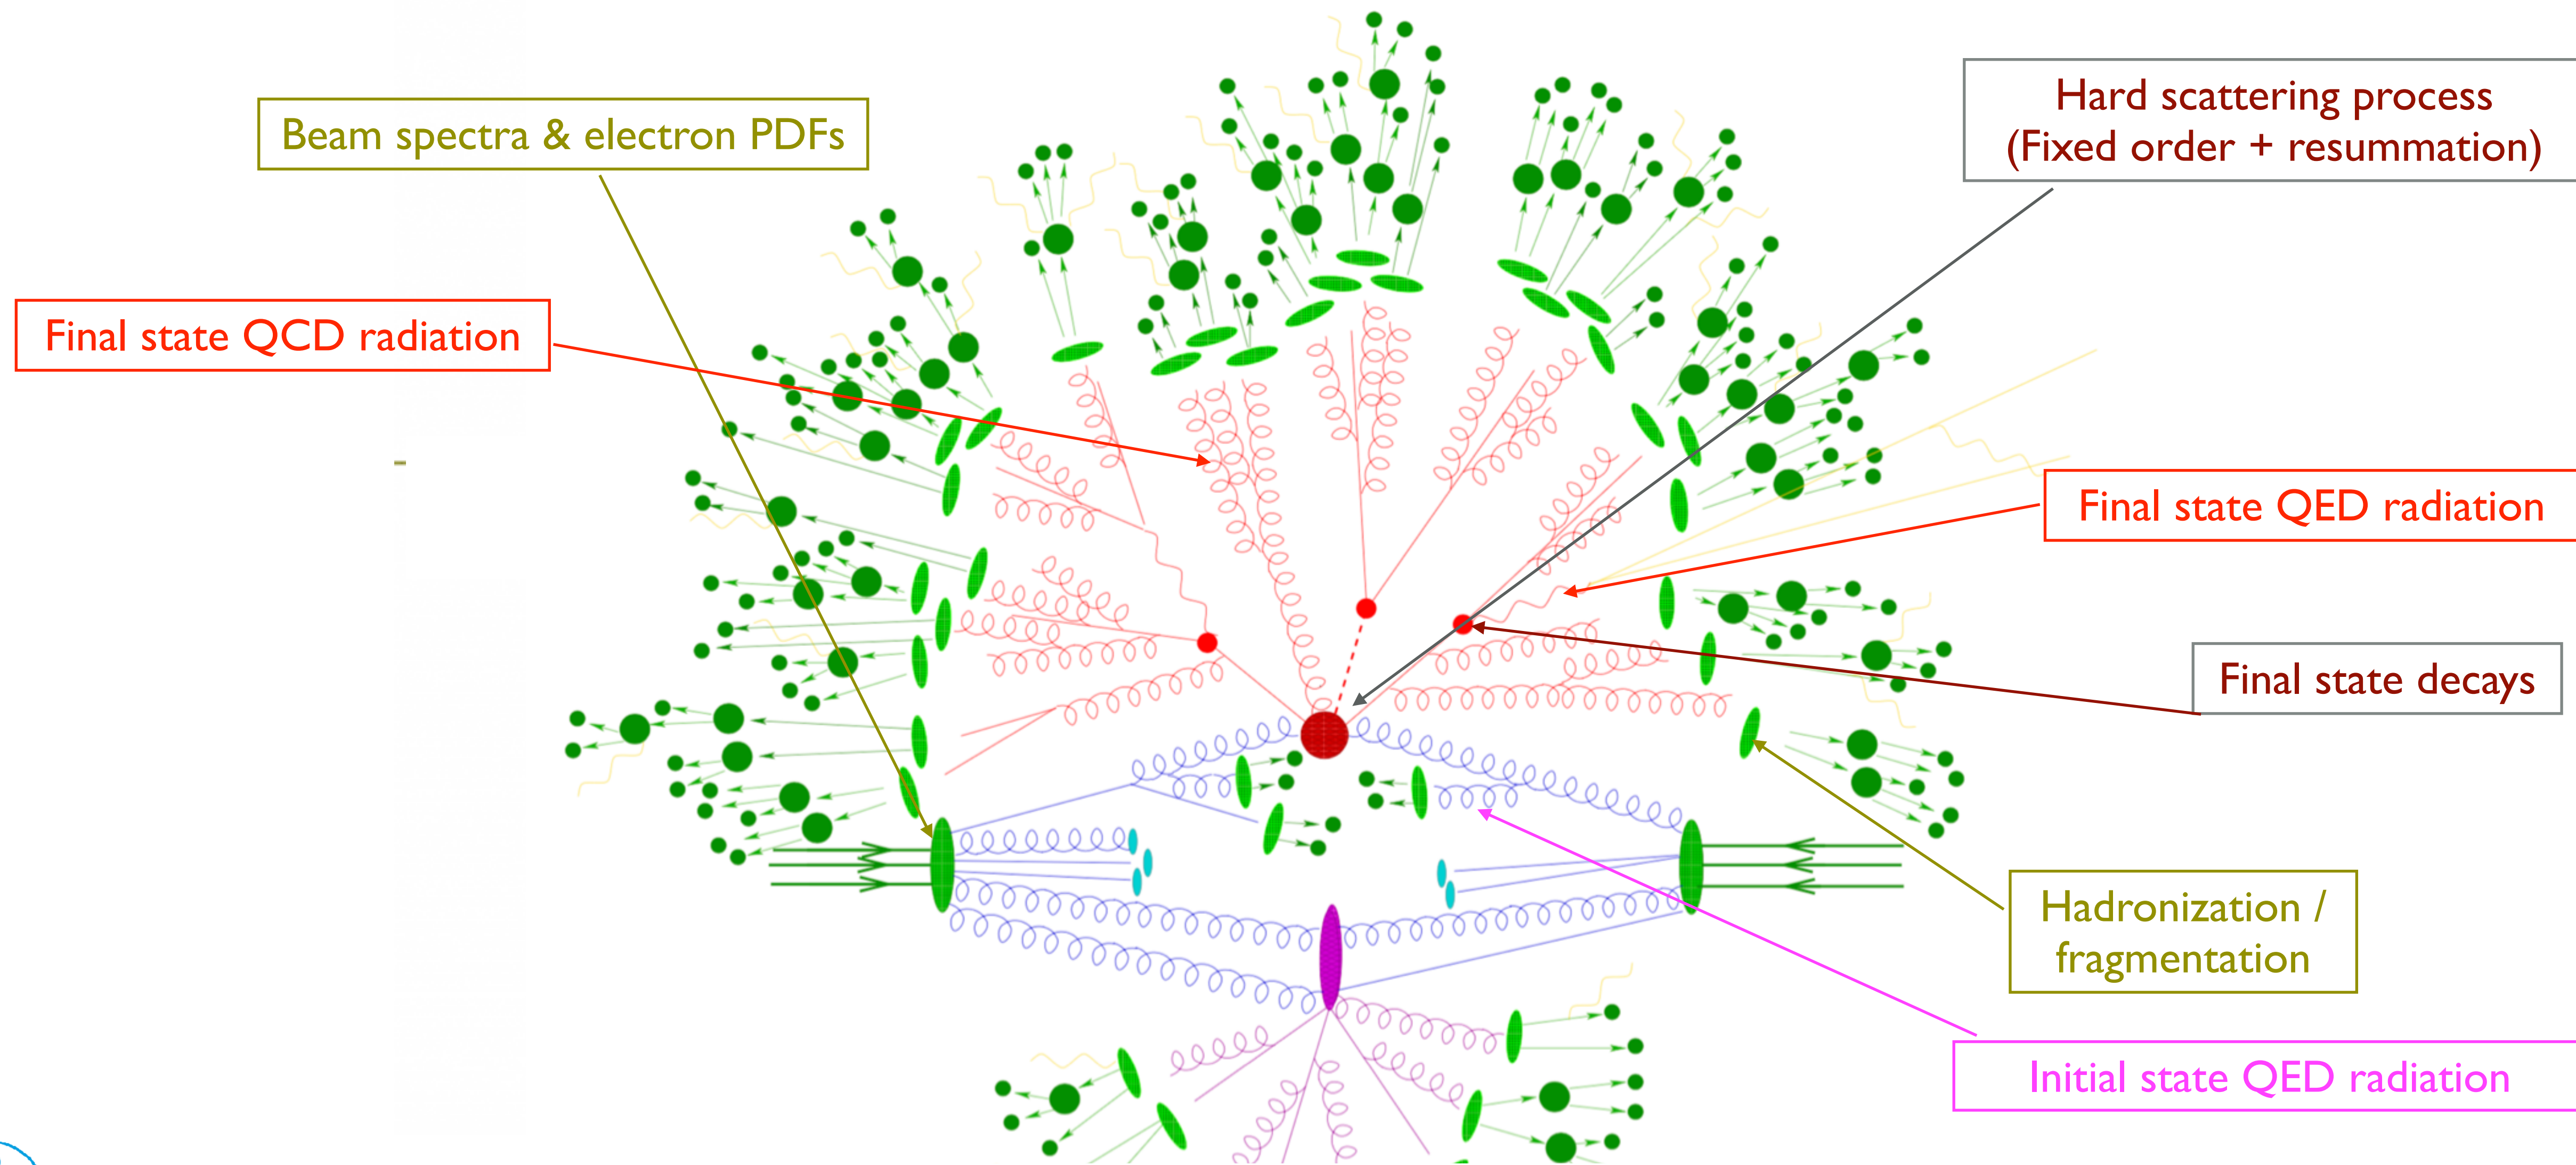 Beam spectra & electron PDFs
Hard scattering process
(Fixed order + resummation)
Final state QCD radiation
Final state QED radiation
Final state decays
Hadronization /
fragmentation
Initial state QED radiation